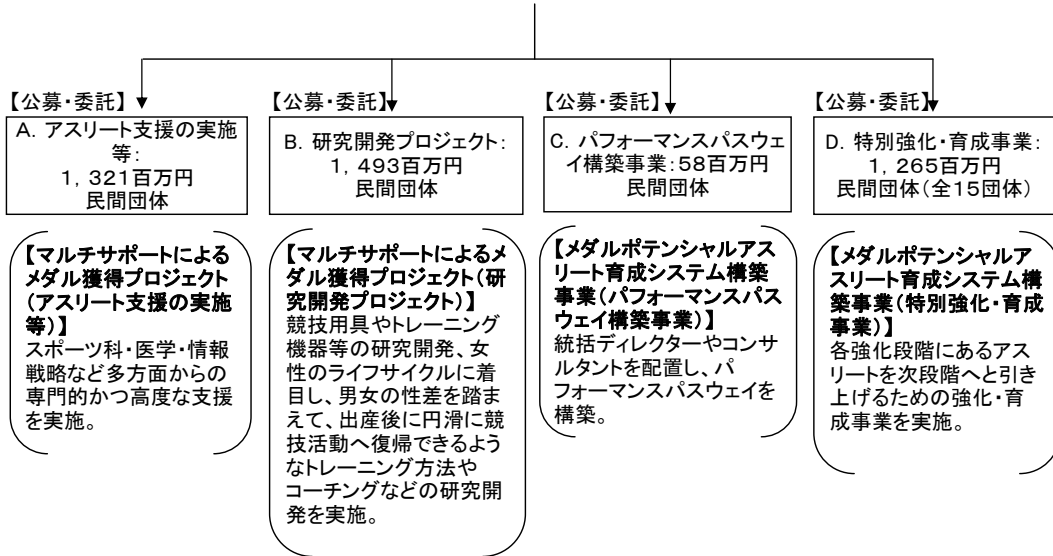 【公募・委託】
A．アスリート支援の実施
等：
1，321百万円
民間団体
【マルチサポートによる
メダル獲得プロジェクト
(アスリート支援の実施
等)】
スポーツ科・医学・情報
戦略など多方面からの
専門的かつ高度な支援
を実施。
【公募・委託】
B．研究開発プロジェクト：
1，493百万円
民間団体
【マルチサポートによるメ
ダル獲得プロジェクト(研
究開発プロジェクト)】
競技用具やトレーニング
機器等の研究開発、女
性のライフサイクルに着
目し、男女の性差を踏ま
えて、出産後に円滑に競
技活動へ復帰できるよう
なトレーニング方法や
コーチングなどの研究開
発を実施。
【公募・委託】
C．パフォーマンスパスウェ
イ構築事業：58百万円
民間団体
【メダルポテンシャルアス
リート育成システム構築
事業(パフォーマンスパス
ウェイ構築事業)】
統括ディレクターやコンサ
ルタントを配置し、パ
フォーマンスパスウェイを
構築。
【公募・委託】
D．特別強化・育成事業：
1，265百万円
民間団体(全15団体)
【メダルポテンシャルア
スリート育成システム構
築事業(特別強化・育成
事業)】
各強化段階にあるアス
リートを次段階へと引き
上げるための強化・育
成事業を実施。